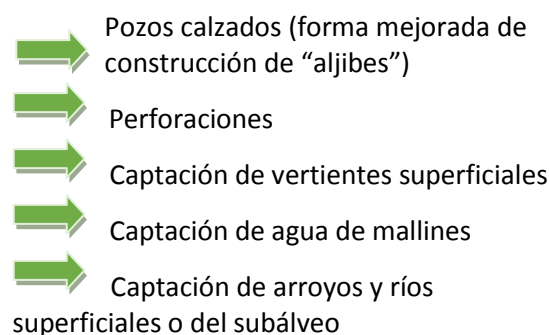 Pozos calzados (forma mejorada de
construcción de “aljibes”)
Perforaciones
Captación de vertientes superficiales
Captación de agua de mallines
Captación de arroyos y ríos
superficiales o del subálveo